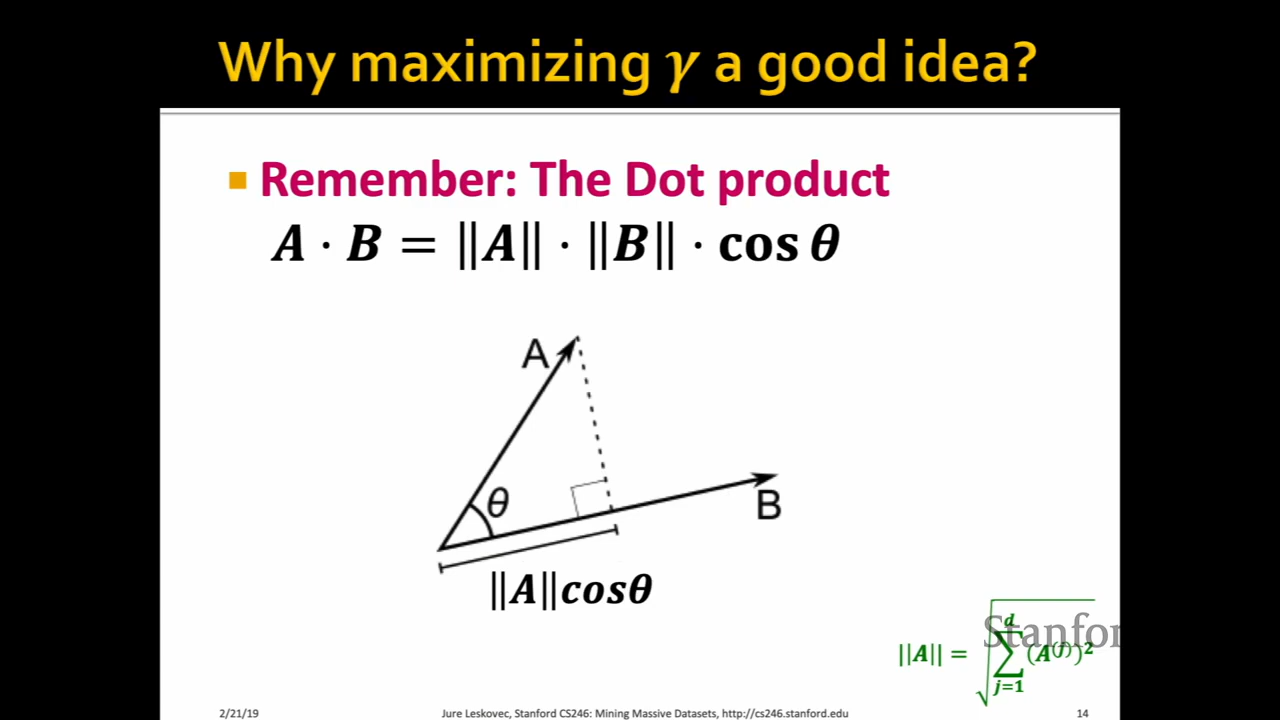 Why maximizing γ a good idea?
Remember: The Dot product
A · B = ‖A‖ · ‖B‖ · cos θ
A
θ
B
‖A‖cosθ
Stanfor
||A|| = √∑_{j=1}^{d} (A^{(j)})^2
2/21/19 Jure Leskovec, Stanford CS246: Mining Massive Datasets, http://cs246.stanford.edu 14